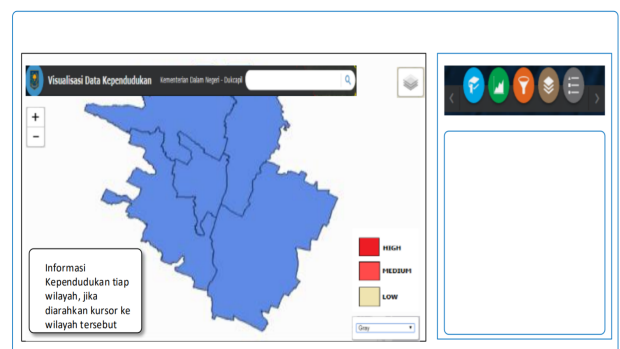 Visualisasi Data Kependudukan Kementerian Dalam Negeri - Dukcapil
+
−
HIGH
MEDIUM
LOW
Informasi
Kependudukan tiap
wilayah, jika
diarahkan kursor ke
wilayah tersebut
Gray